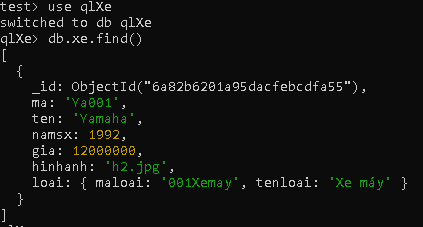 test> use qlXe
switched to db qlXe
qlXe> db.xe.find()
[
  {
    _id: ObjectId("6a82b6201a95dacfebcdfa55"),
    ma: 'Ya001',
    ten: 'Yamaha',
    namsx: 1992,
    gia: 12000000,
    hinhanh: 'h2.jpg',
    loai: { maloai: '001Xemay', tenloai: 'Xe máy' }
  }
]